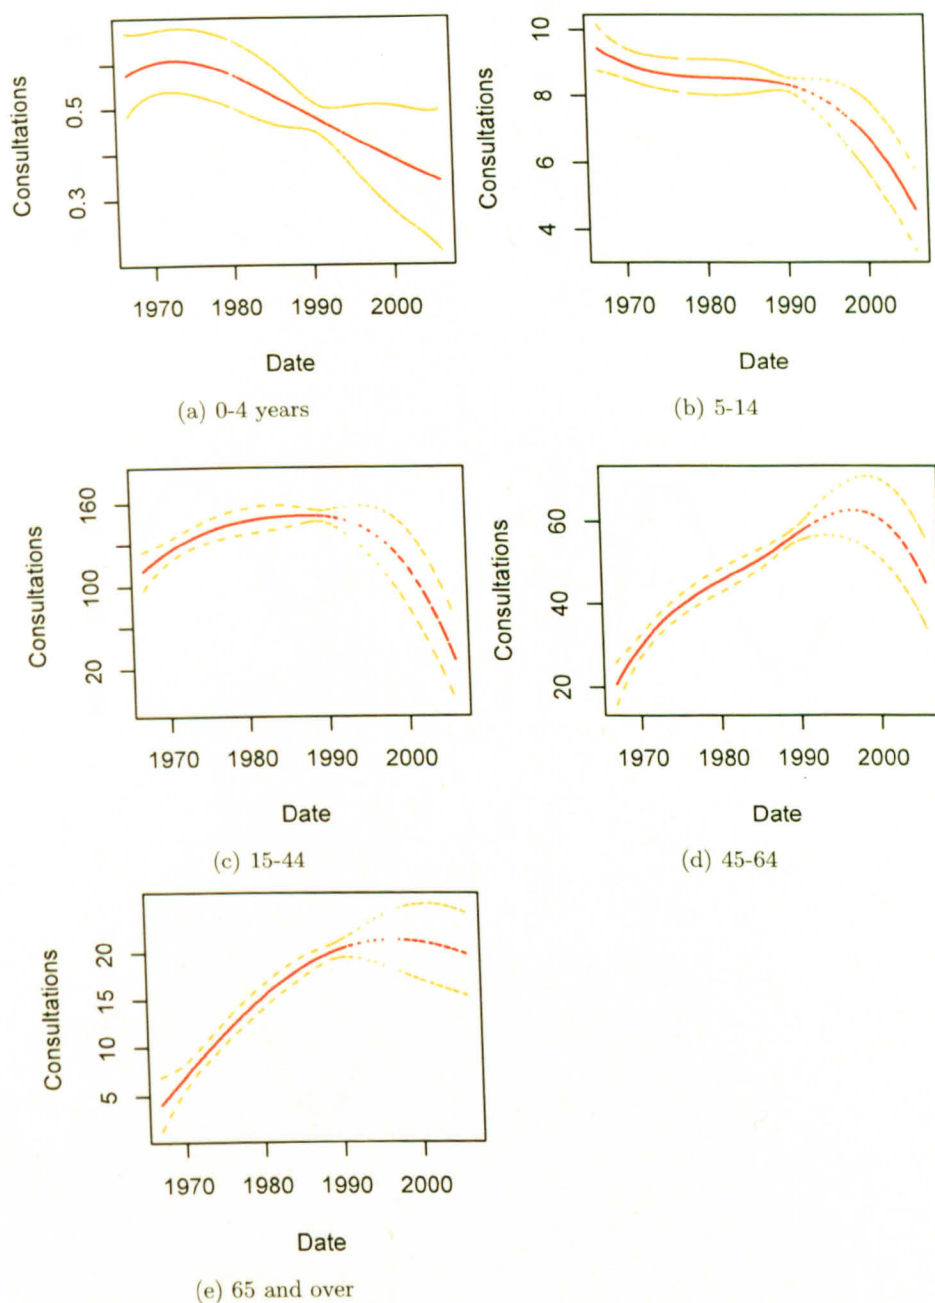 Consultations
0.5
0.3
1970 1980 1990 2000
Date
(a) 0-4 years
Consultations
10
8
6
4
1970 1980 1990 2000
Date
(b) 5-14
Consultations
160
100
20
1970 1980 1990 2000
Date
(c) 15-44
Consultations
60
40
20
1970 1980 1990 2000
Date
(d) 45-64
Consultations
20
15
10
5
1970 1980 1990 2000
Date
(e) 65 and over